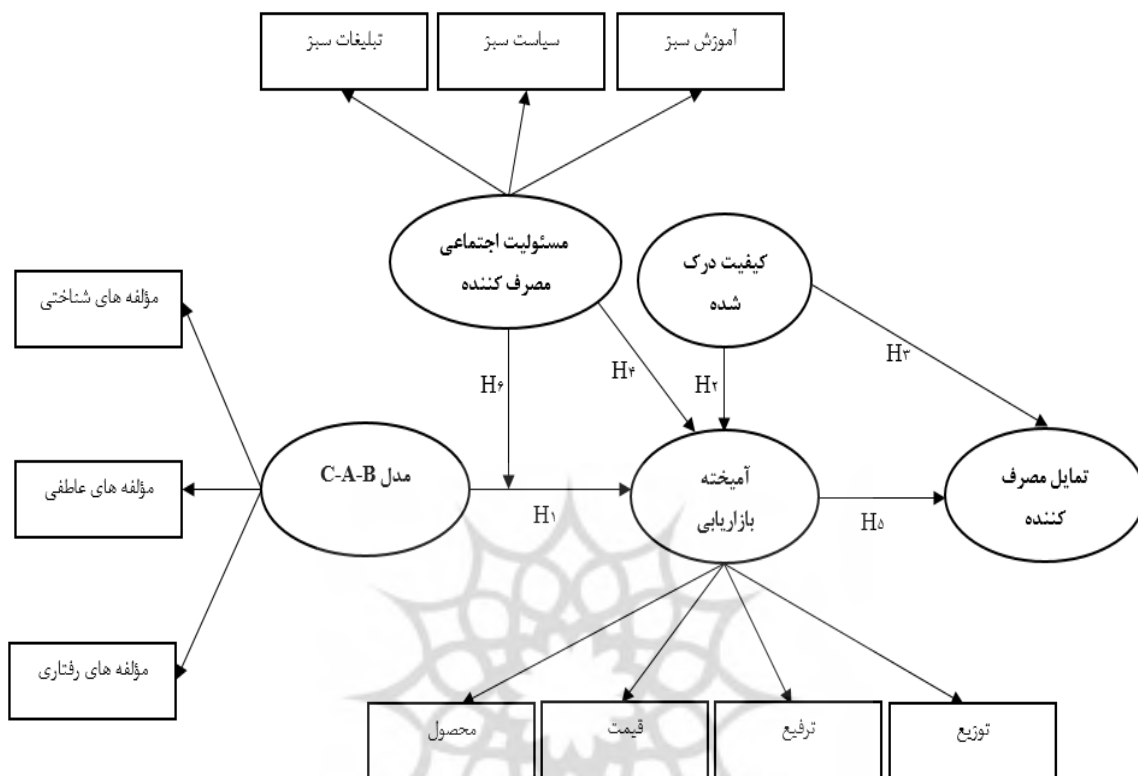 آموزش سبز
سیاست سبز
تبلیغات سبز
مسئولیت اجتماعی
مصرف کننده
کیفیت درک
شده
مؤلفه های شناختی
H۳
H۴
H۲
H۶
مدل C-A-B
مؤلفه های عاطفی
آمیخته
بازاریابی
تمایل مصرف
کننده
H۱
H۵
مؤلفه های رفتاری
توزیع
ترفیع
قیمت
محصول